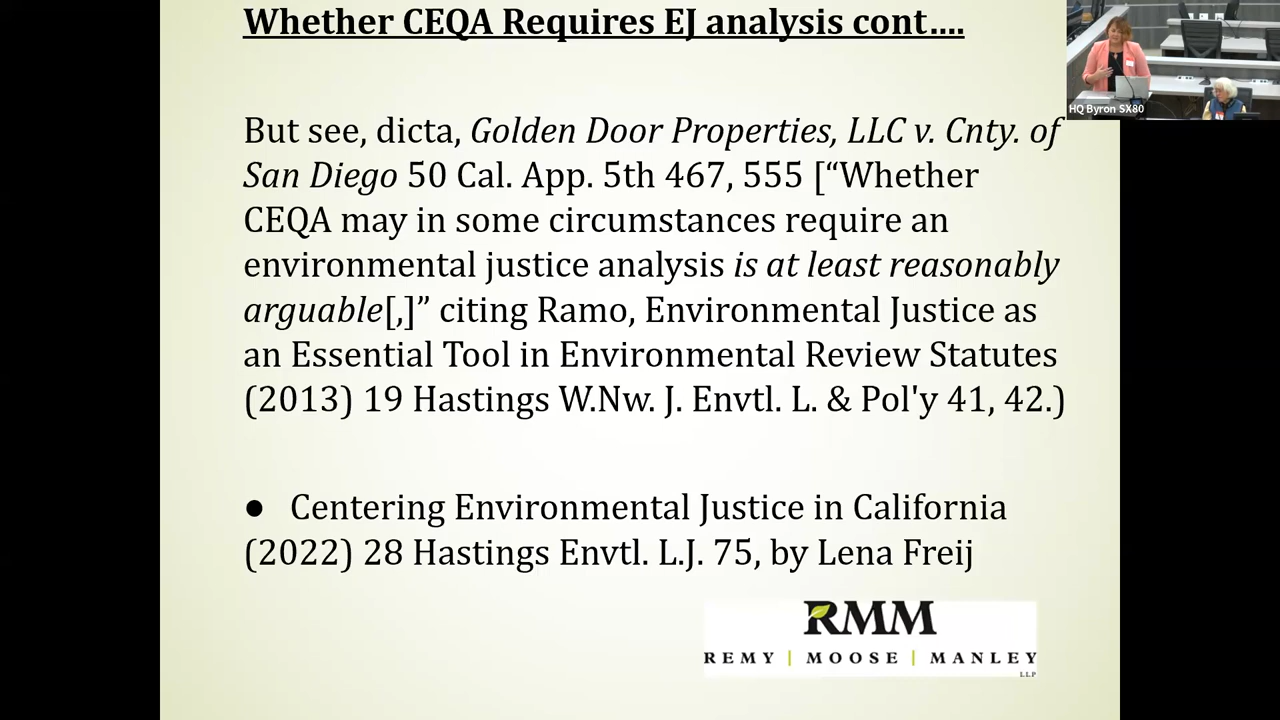 Whether CEQA Requires EJ analysis cont….
HQ Byron SX80
But see, dicta, Golden Door Properties, LLC v. Cnty. of
San Diego 50 Cal. App. 5th 467, 555 [“Whether
CEQA may in some circumstances require an
environmental justice analysis is at least reasonably
arguable[,]” citing Ramo, Environmental Justice as
an Essential Tool in Environmental Review Statutes
(2013) 19 Hastings W.Nw. J. Envtl. L. & Pol'y 41, 42.)
● Centering Environmental Justice in California
(2022) 28 Hastings Envtl. L.J. 75, by Lena Freij
RMM
REMY | MOOSE | MANLEY
LLP